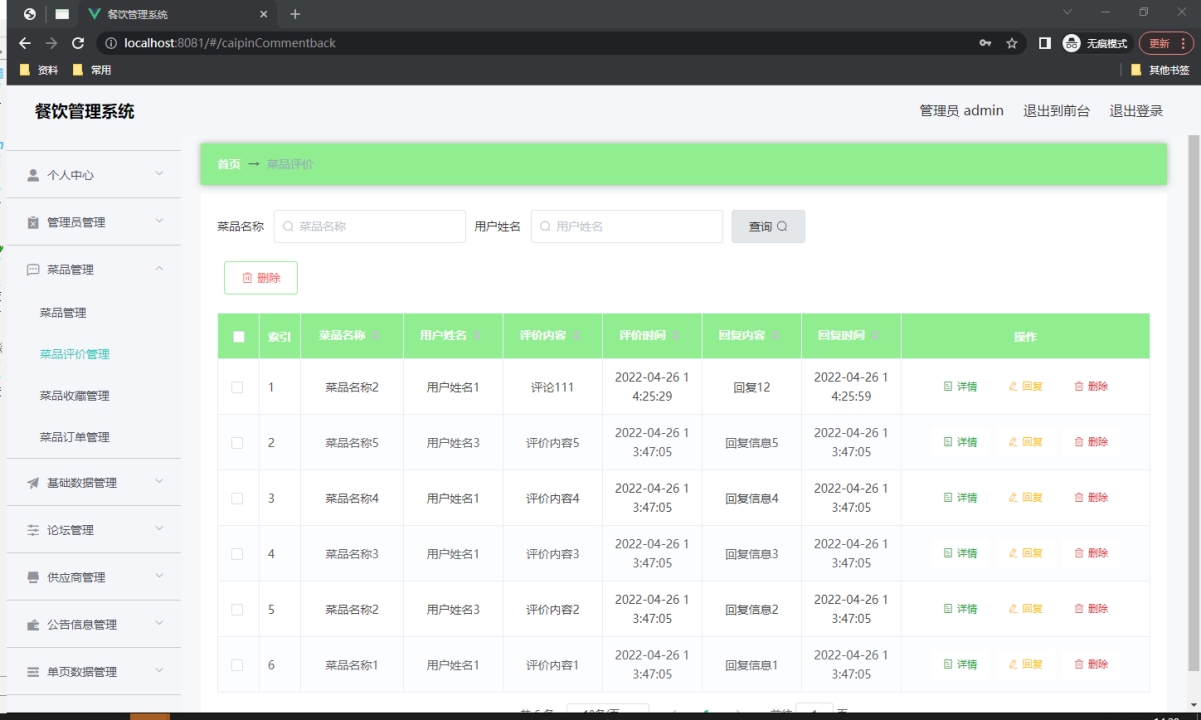 餐饮管理系统
localhost:8081/#/caipinCommentback
无痕模式
更新
资料
常用
其他书签
餐饮管理系统
管理员 admin
退出到前台
退出登录
个人中心
管理员管理
菜品管理
菜品管理
菜品评价管理
菜品收藏管理
菜品订单管理
基础数据管理
论坛管理
供应商管理
公告信息管理
单页数据管理
首页 → 菜品评价
菜品名称 菜品名称 用户姓名 用户姓名 查询
删除
索引 菜品名称 用户姓名 评价内容 评价时间 回复内容 回复时间 操作
1 菜品名称2 用户姓名1 评论111 2022-04-26 14:25:29 回复12 2022-04-26 14:25:59 详情 回复 删除
2 菜品名称5 用户姓名3 评价内容5 2022-04-26 13:47:05 回复信息5 2022-04-26 13:47:05 详情 回复 删除
3 菜品名称4 用户姓名1 评价内容4 2022-04-26 13:47:05 回复信息4 2022-04-26 13:47:05 详情 回复 删除
4 菜品名称3 用户姓名1 评价内容3 2022-04-26 13:47:05 回复信息3 2022-04-26 13:47:05 详情 回复 删除
5 菜品名称2 用户姓名3 评价内容2 2022-04-26 13:47:05 回复信息2 2022-04-26 13:47:05 详情 回复 删除
6 菜品名称1 用户姓名1 评价内容1 2022-04-26 13:47:05 回复信息1 2022-04-26 13:47:05 详情 回复 删除